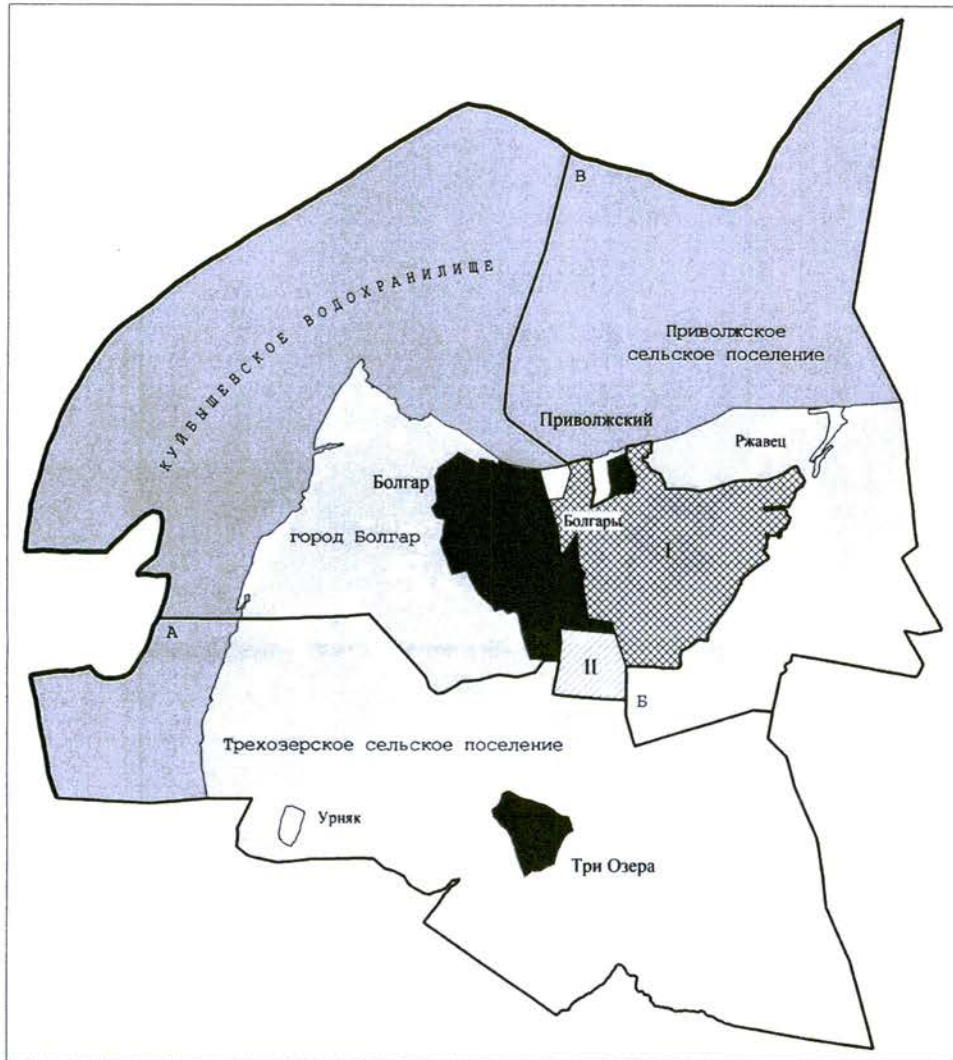 В
КУЙБЫШЕВСКОЕ ВОДОХРАНИЛИЩЕ
Приволжское
сельское поселение
Приволжский
Ржавец
Болгар
Болгары
город Болгар
I
А
II
Б
Трехозерское сельское поселение
Урняк
Три Озера